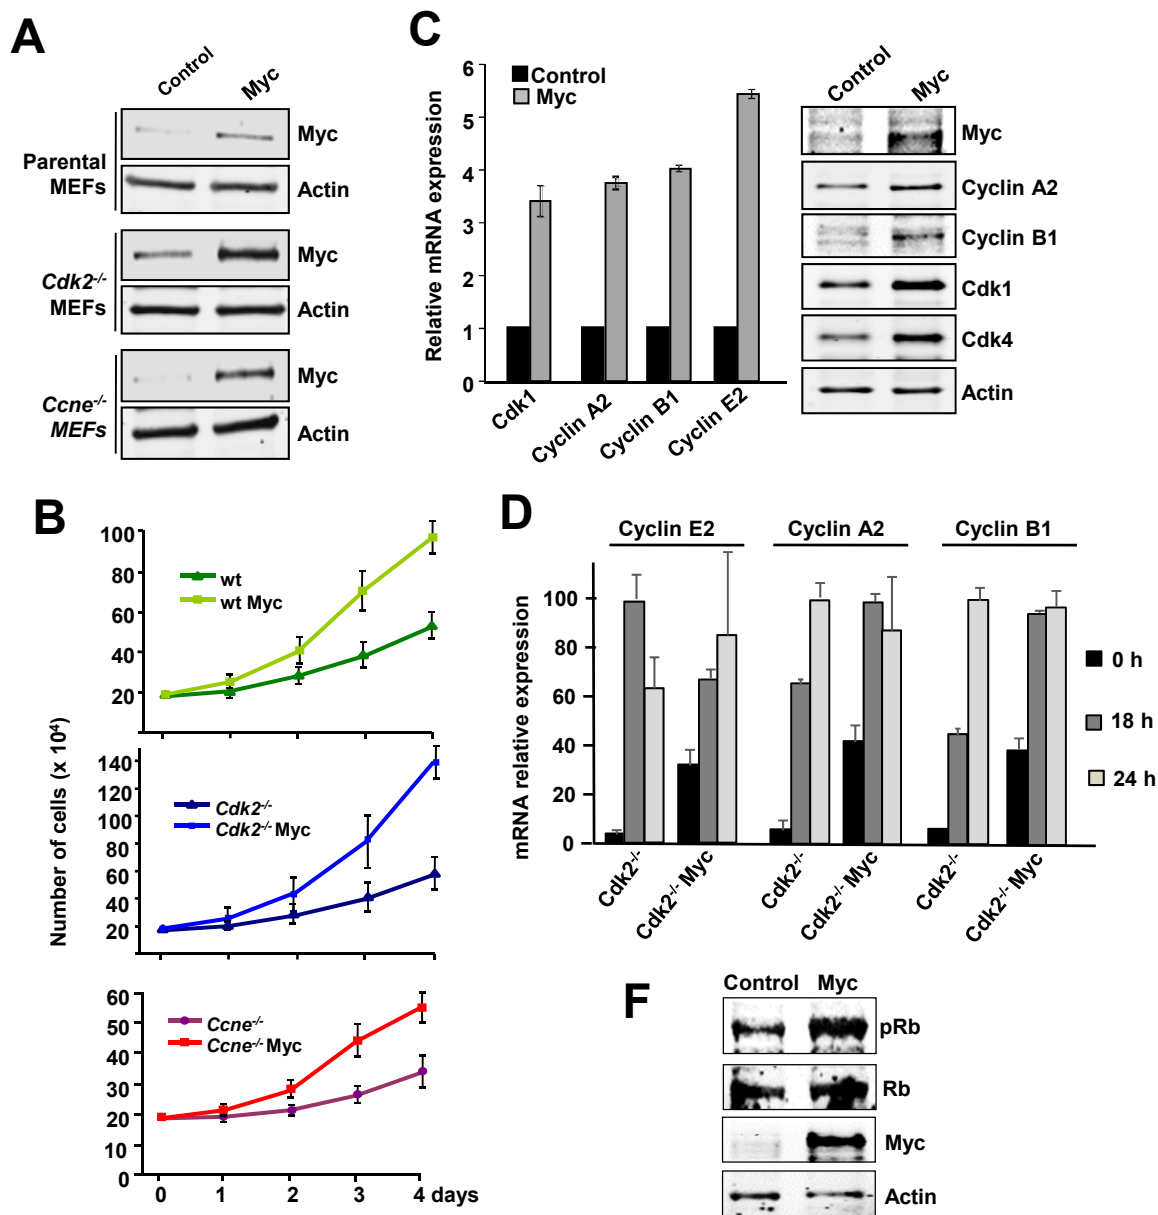 A
Control
Myc
Parental
MEFs
Myc
Actin
Cdk2-/-
MEFs
Myc
Actin
Ccne-/-
MEFs
Myc
Actin
C
Relative mRNA expression
6
5
4
3
2
1
0
Control
Myc
Cdk1
Cyclin A2
Cyclin B1
Cyclin E2
Control
Myc
Myc
Cyclin A2
Cyclin B1
Cdk1
Cdk4
Actin
B
Number of cells (x 10⁴)
100
80
60
40
20
wt
wt Myc
140
120
100
80
60
40
20
Cdk2-/-
Cdk2-/- Myc
60
50
40
30
20
10
0
Ccne-/-
Ccne-/- Myc
0 1 2 3 4 days
D
Cyclin E2 Cyclin A2 Cyclin B1
mRNA relative expression
100
80
60
40
20
0
0 h
18 h
24 h
Cdk2-/-
Cdk2-/- Myc
Cdk2-/-
Cdk2-/- Myc
Cdk2-/-
Cdk2-/- Myc
F
Control Myc
pRb
Rb
Myc
Actin